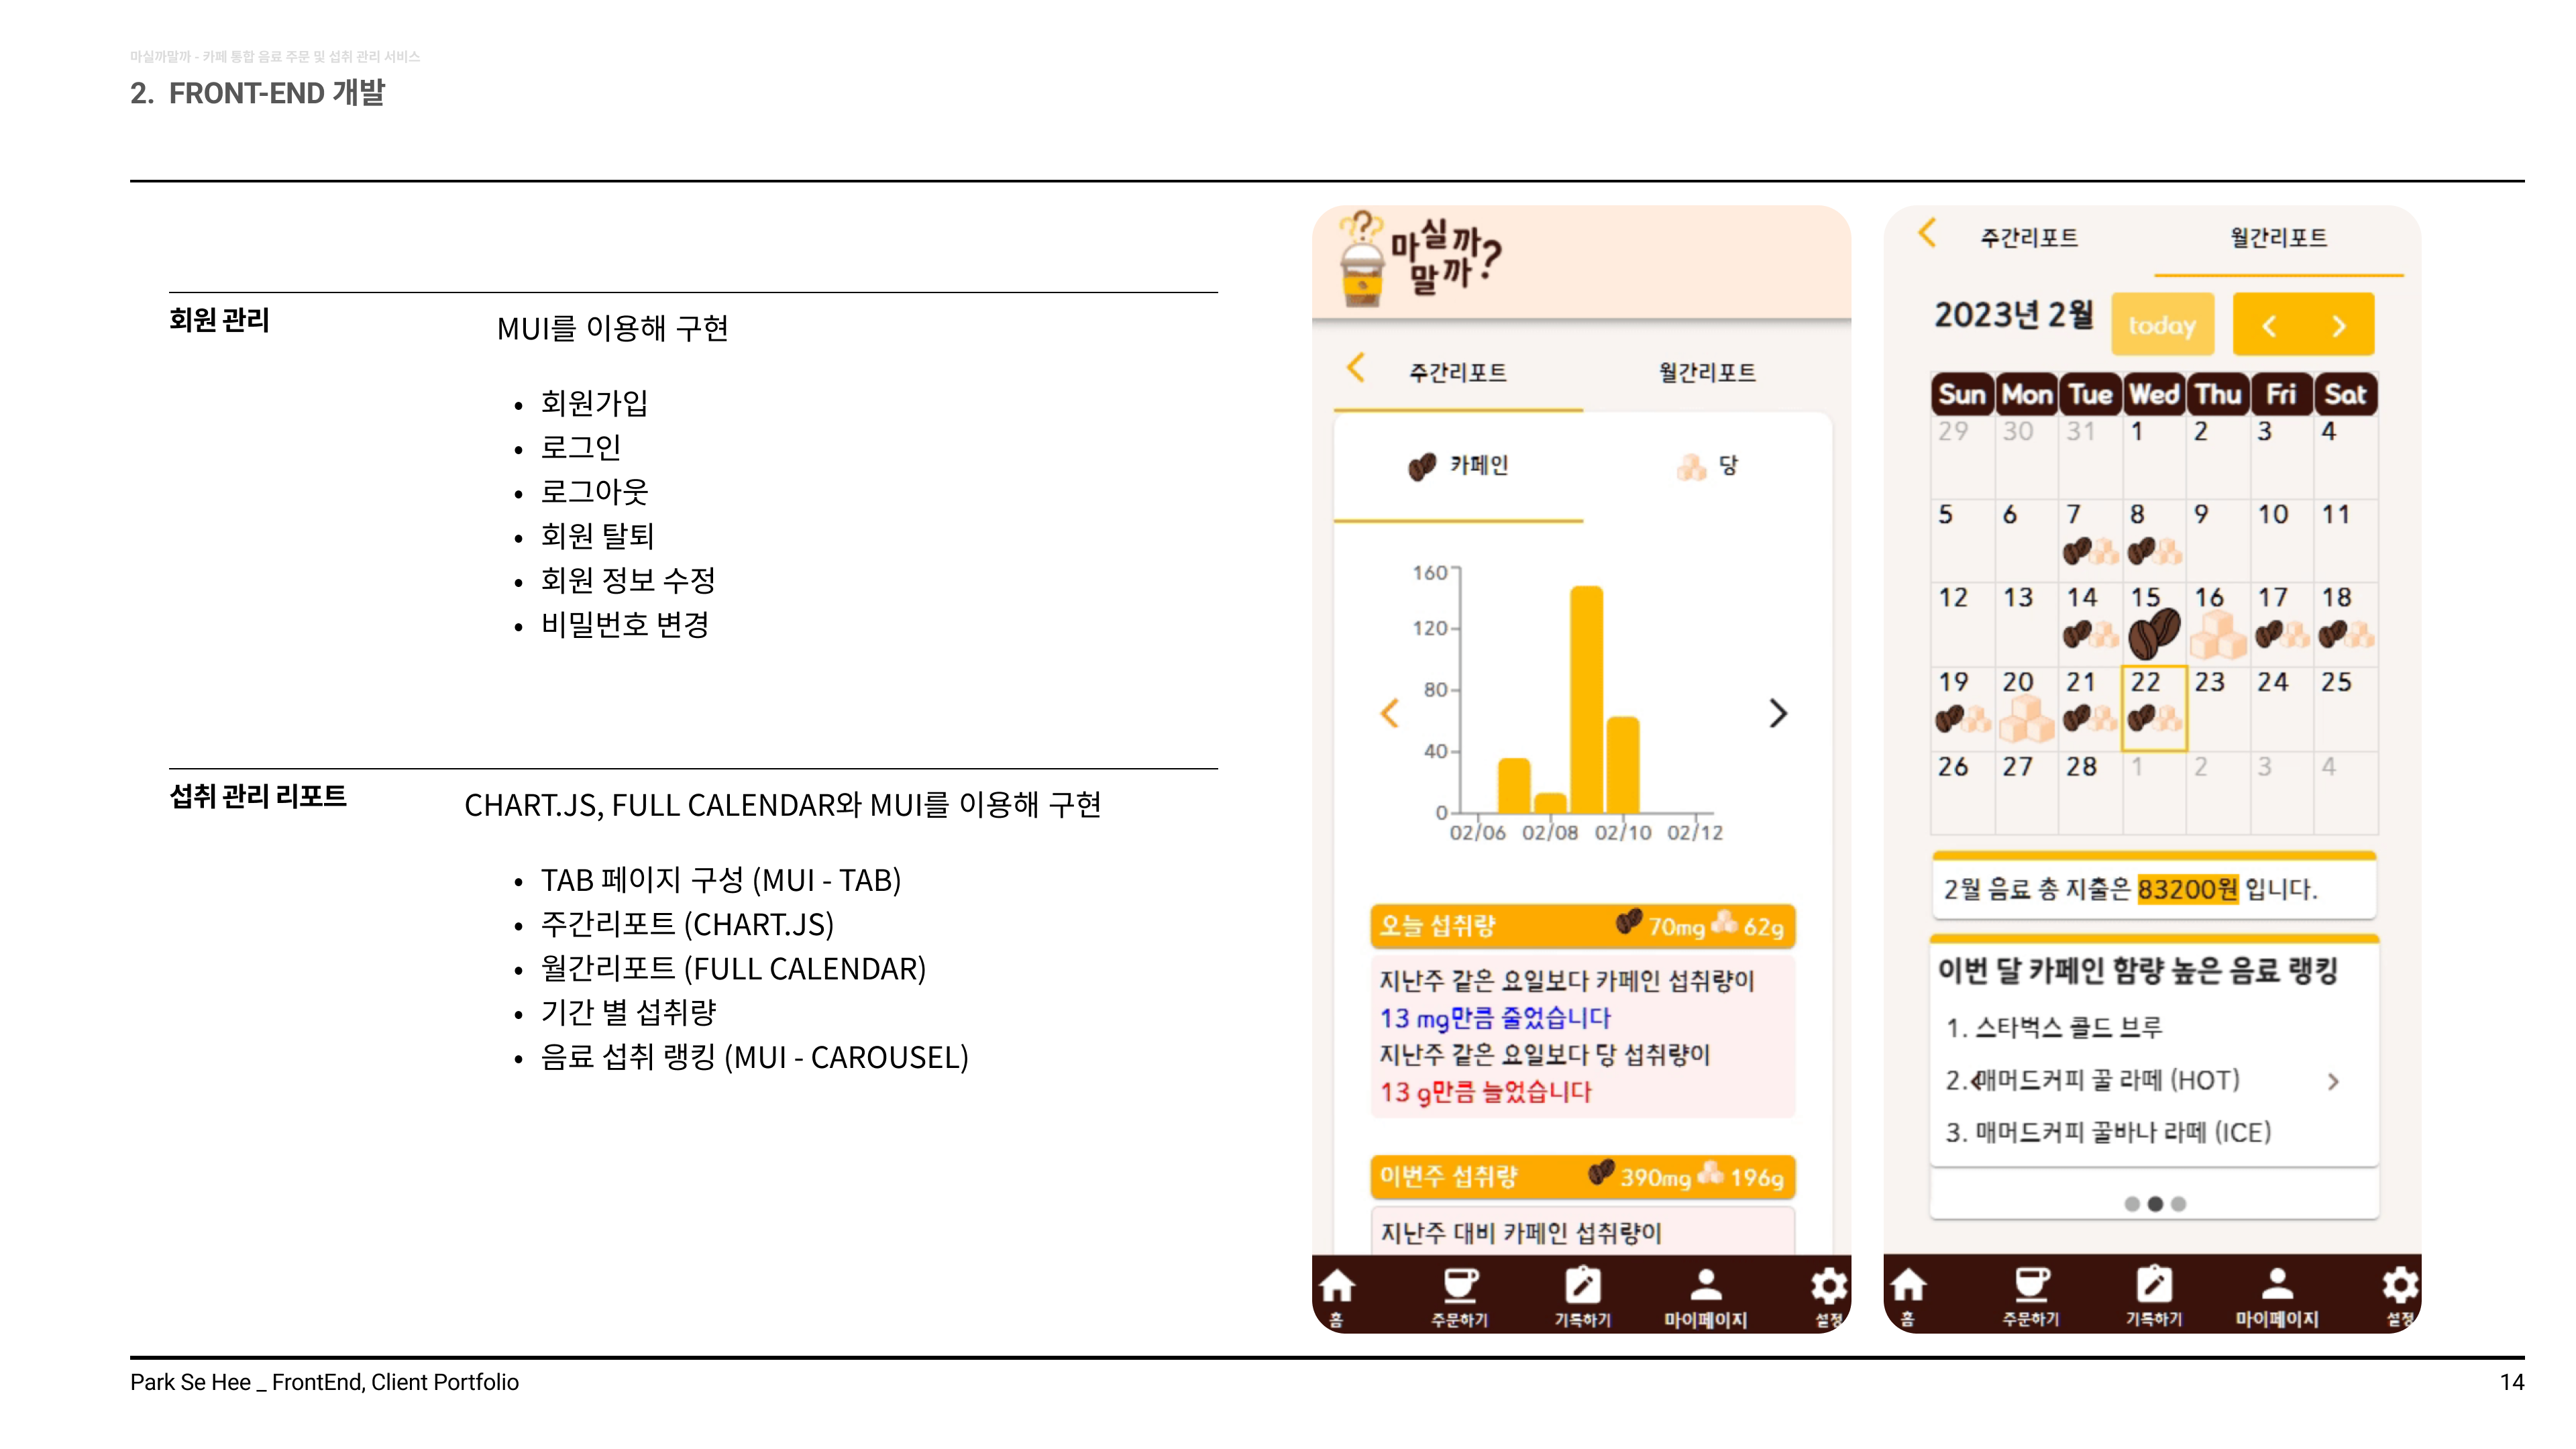 마실까말까 - 카페 통합 음료 주문 및 섭취 관리 서비스
2. FRONT-END 개발
회원 관리
MUI를 이용해 구현
• 회원가입
• 로그인
• 로그아웃
• 회원 탈퇴
• 회원 정보 수정
• 비밀번호 변경
섭취 관리 리포트
CHART.JS, FULL CALENDAR와 MUI를 이용해 구현
• TAB 페이지 구성 (MUI - TAB)
• 주간리포트 (CHART.JS)
• 월간리포트 (FULL CALENDAR)
• 기간 별 섭취량
• 음료 섭취 랭킹 (MUI - CAROUSEL)
???
마실까
말까?
주간리포트 월간리포트
카페인 당
160
120
80
40
0
02/06 02/08 02/10 02/12
오늘 섭취량 70mg 62g
지난주 같은 요일보다 카페인 섭취량이
13 mg만큼 줄었습니다
지난주 같은 요일보다 당 섭취량이
13 g만큼 늘었습니다
이번주 섭취량 390mg 196g
지난주 대비 카페인 섭취량이
홈 주문하기 기록하기 마이페이지 설정
주간리포트 월간리포트
2023년 2월 today < >
Sun Mon Tue Wed Thu Fri Sat
29 30 31 1 2 3 4
5 6 7 8 9 10 11
12 13 14 15 16 17 18
19 20 21 22 23 24 25
26 27 28 1 2 3 4
2월 음료 총 지출은 83200원 입니다.
이번 달 카페인 함량 높은 음료 랭킹
1. 스타벅스 콜드 브루
2. 매머드커피 꿀 라떼 (HOT)
3. 매머드커피 꿀바나 라떼 (ICE)
홈 주문하기 기록하기 마이페이지 설정
Park Se Hee _ FrontEnd, Client Portfolio
14